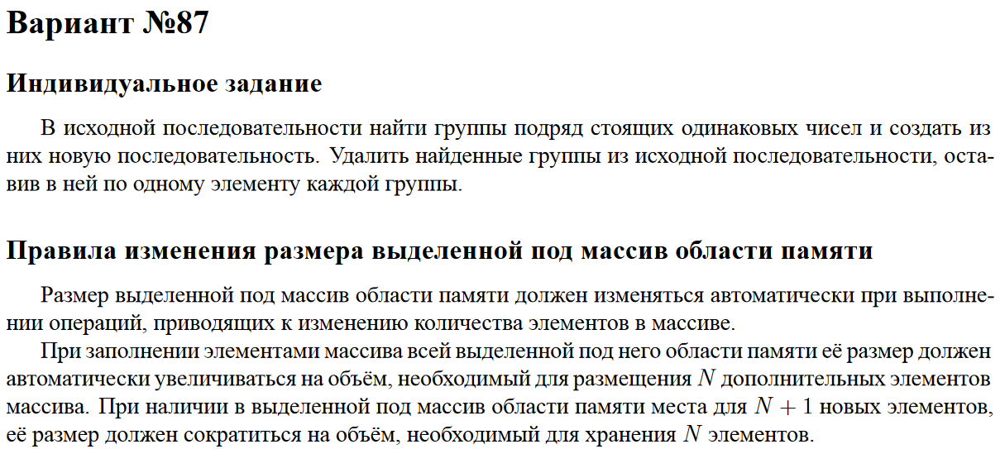 Вариант №87
Индивидуальное задание
В исходной последовательности найти группы подряд стоящих одинаковых чисел и создать из
них новую последовательность. Удалить найденные группы из исходной последовательности, оста-
вив в ней по одному элементу каждой группы.
Правила изменения размера выделенной под массив области памяти
Размер выделенной под массив области памяти должен изменяться автоматически при выполне-
нии операций, приводящих к изменению количества элементов в массиве.
При заполнении элементами массива всей выделенной под него области памяти её размер должен
автоматически увеличиваться на объём, необходимый для размещения N дополнительных элементов
массива. При наличии в выделенной под массив области памяти места для N + 1 новых элементов,
её размер должен сократиться на объём, необходимый для хранения N элементов.